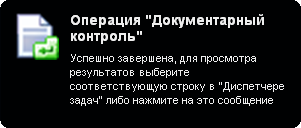 Операция "Документарный
контроль"
Успешно завершена, для просмотра
результатов выберите
соответствующую строку в "Диспетчере
задач" либо нажмите на это сообщение